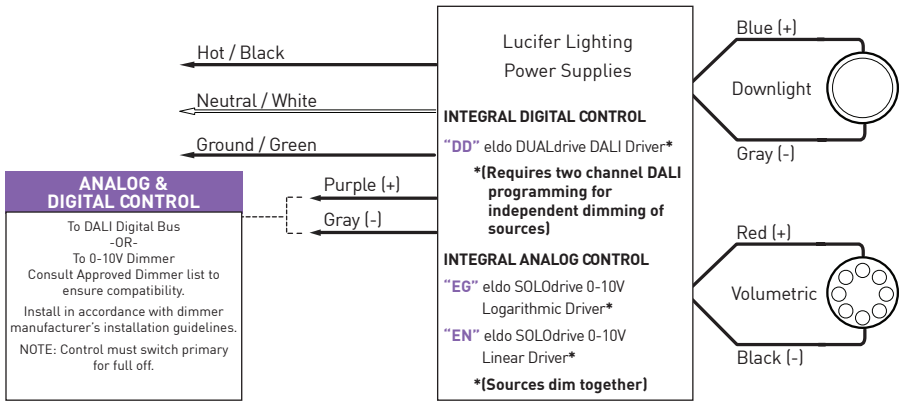 Hot / Black
Neutral / White
Ground / Green
ANALOG &
DIGITAL CONTROL
To DALI Digital Bus
-OR-
To 0-10V Dimmer
Consult Approved Dimmer list to
ensure compatibility.
Install in accordance with dimmer
manufacturer's installation guidelines.
NOTE: Control must switch primary
for full off.
Purple (+)
Gray (-)
Lucifer Lighting
Power Supplies
INTEGRAL DIGITAL CONTROL
"DD" eldo DUALdrive DALI Driver*
*(Requires two channel DALI
programming for
independent dimming of
sources)
INTEGRAL ANALOG CONTROL
"EG" eldo SOLOdrive 0-10V
Logarithmic Driver*
"EN" eldo SOLOdrive 0-10V
Linear Driver*
*(Sources dim together)
Blue (+)
Downlight
Gray (-)
Red (+)
Volumetric
Black (-)